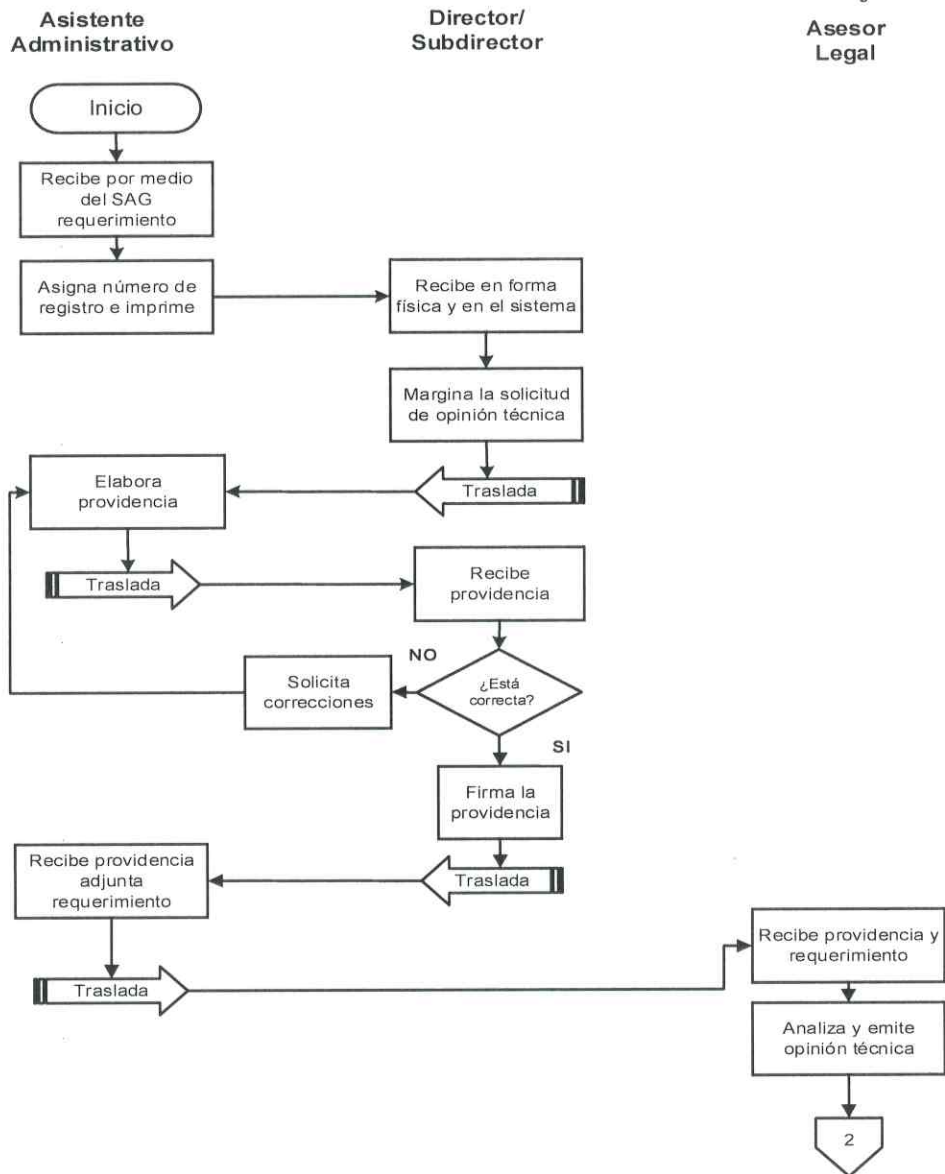 Asistente
Administrativo
Director/
Subdirector
Asesor
Legal
Inicio
Recibe por medio
del SAG
requerimiento
Asigna número de
registro e imprime
Recibe en forma
física y en el sistema
Margina la solicitud
de opinión técnica
Traslada
Elabora
providencia
Traslada
Recibe
providencia
¿Está
correcta?
NO
Solicita
correcciones
SI
Firma la
providencia
Traslada
Recibe providencia
adjunta
requerimiento
Traslada
Recibe providencia y
requerimiento
Analiza y emite
opinión técnica
2